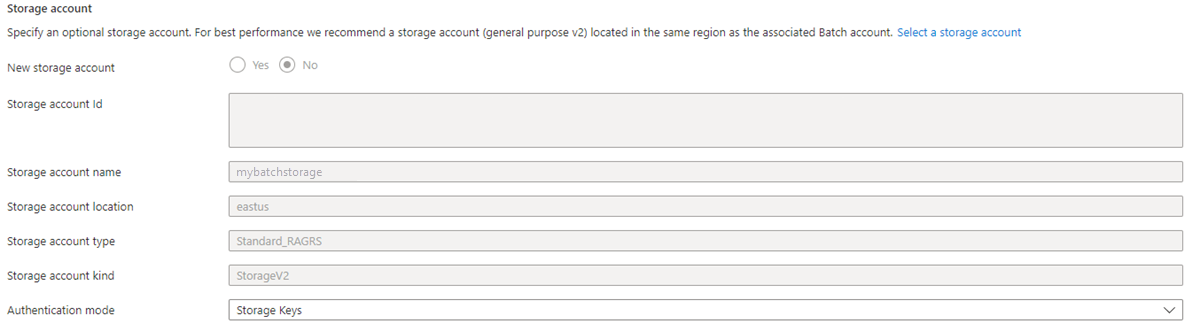 Storage account
Specify an optional storage account. For best performance we recommend a storage account (general purpose v2) located in the same region as the associated Batch account. Select a storage account
New storage account Yes No
Storage account Id
Storage account name mybatchstorage
Storage account location eastus
Storage account type Standard_RAGRS
Storage account kind StorageV2
Authentication mode Storage Keys